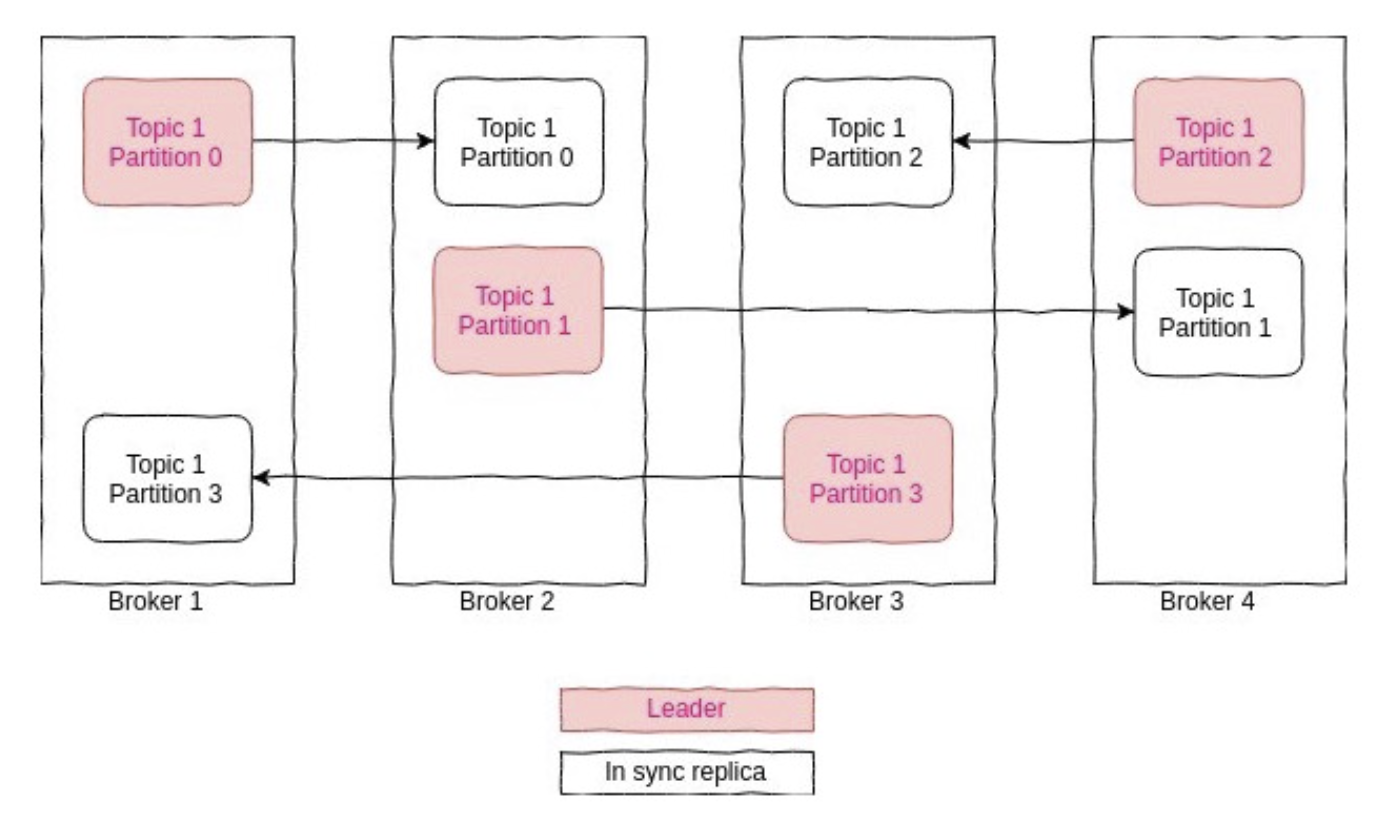 Topic 1
Partition 0
Topic 1
Partition 0
Topic 1
Partition 2
Topic 1
Partition 2
Topic 1
Partition 1
Topic 1
Partition 1
Topic 1
Partition 3
Topic 1
Partition 3
Broker 1
Broker 2
Broker 3
Broker 4
Leader
In sync replica